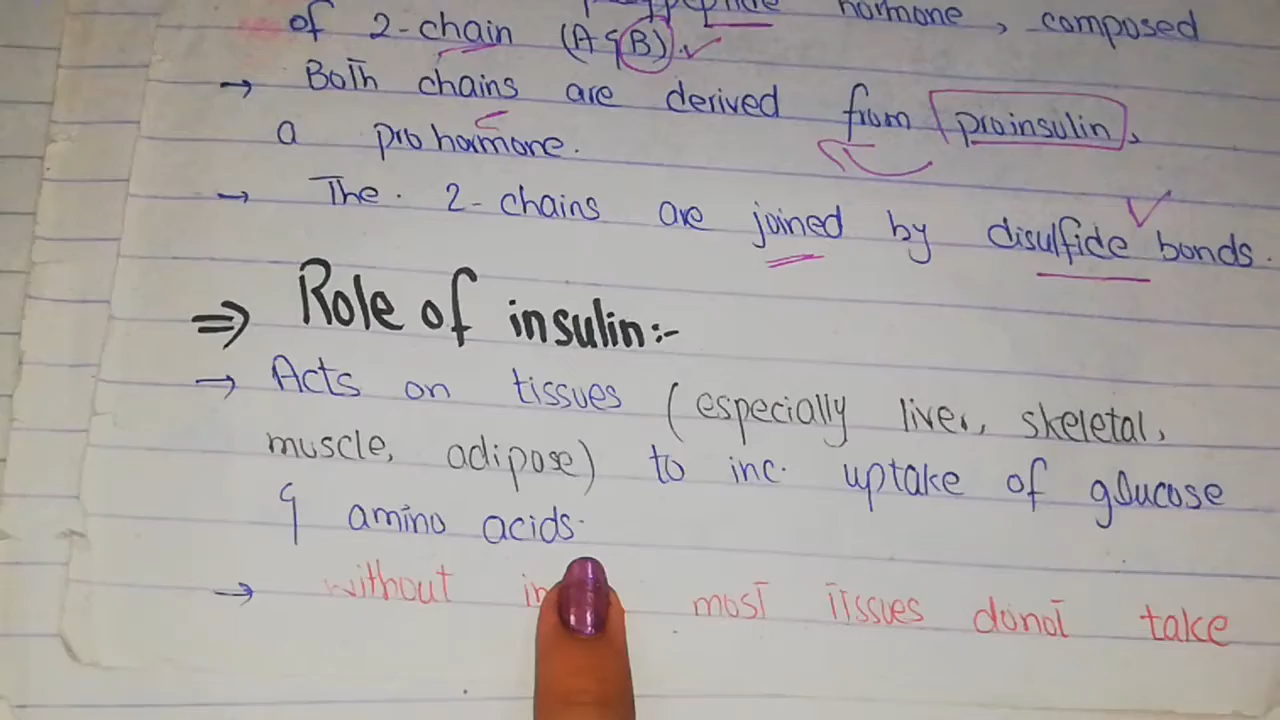 hormone, composed
of 2-chain (A & B).
→ Both chains are derived from proinsulin,
a prohormone.
→ The 2-chains are joined by disulfide bonds.
⇒ Role of insulin:-
→ Acts on tissues (especially liver, skeletal,
muscle, adipose) to inc. uptake of glucose
& amino acids.
→ without most tissues donot take